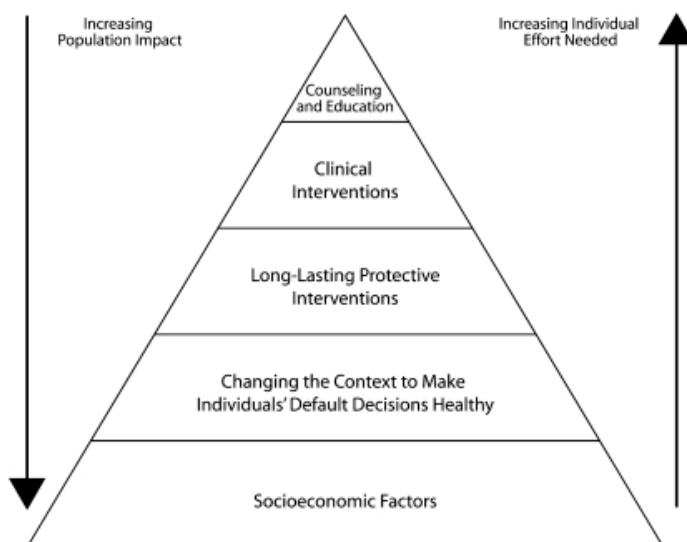 Increasing
Population Impact
Increasing Individual
Effort Needed
Counseling
and Education
Clinical
Interventions
Long-Lasting Protective
Interventions
Changing the Context to Make
Individuals' Default Decisions Healthy
Socioeconomic Factors